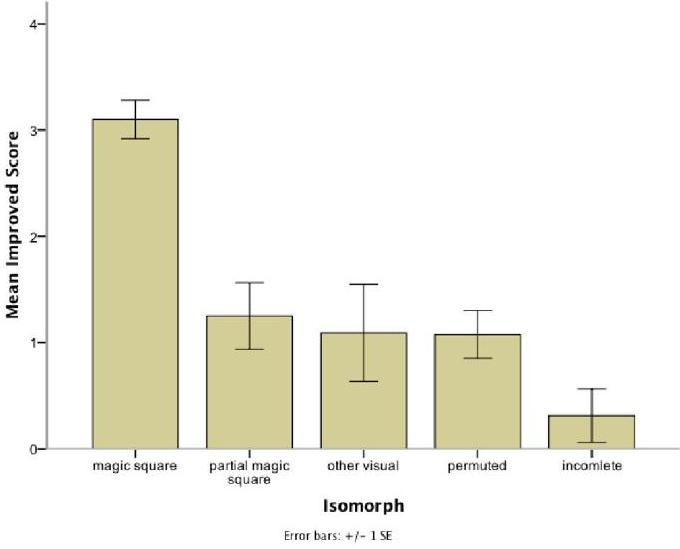 4
3
2
1
0
Mean Improved Score
magic square
partial magic
square
other visual
permuted
incomlete
Isomorph
Error bars: +/- 1 SE